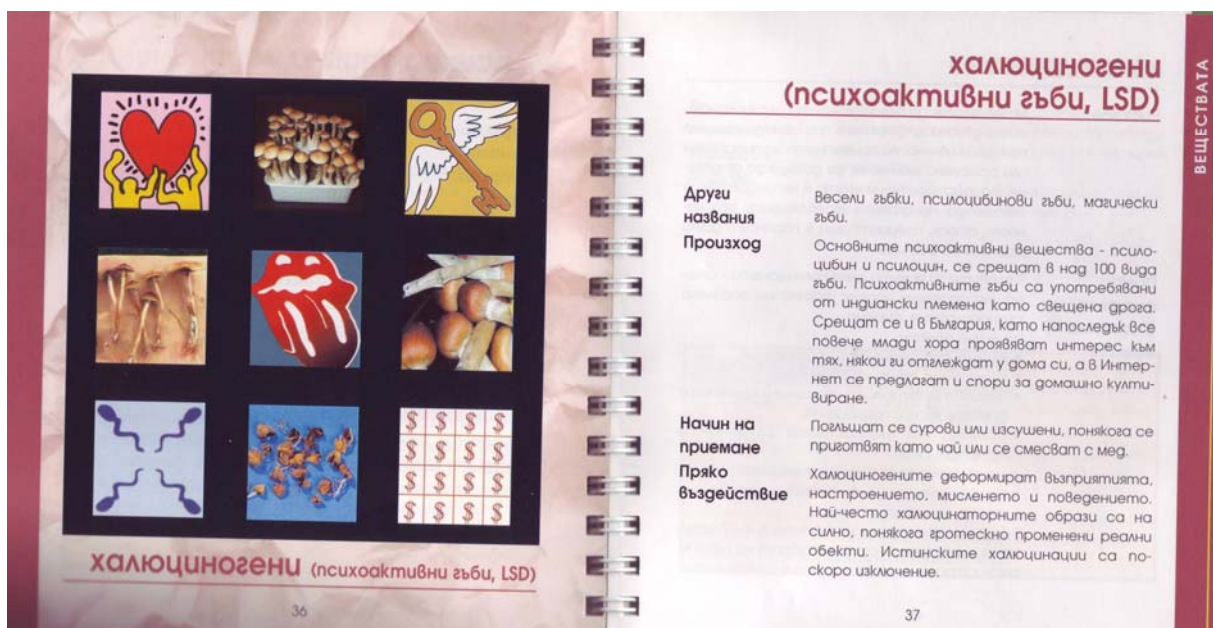 $ $ $ $
$ $ $ $
$ $ $ $
$ $ $ $
халюциногени (психоактивни гъби, LSD)
36
халюциногени
(психоактивни гъби, LSD)
ВЕЩЕСТВАТА
Други
названия
Весели гъбки, псилоцибинови гъби, магически
гъби.
Произход
Основните психоактивни вещества - псило-
цибин и псилоцин, се срещат в над 100 вида
гъби. Психоактивните гъби са употребявани
от индиански племена като свещена дрога.
Срещат се и в България, като напоследък все
повече млади хора проявяват интерес към
тях, някои ги отглеждат у дома си, а в Интер-
нет се предлагат и спори за домашно култи-
виране.
Начин на
приемане
Поглъщат се сурови или изсушени, понякога се
приготвят като чай или се смесват с мед.
Пряко
въздействие
Халюциногените деформират възприятията,
настроението, мисленето и поведението.
Най-често халюцинаторните образи са на
силно, понякога гротескно променени реални
обекти. Истинските халюцинации са по-
скоро изключение.
37